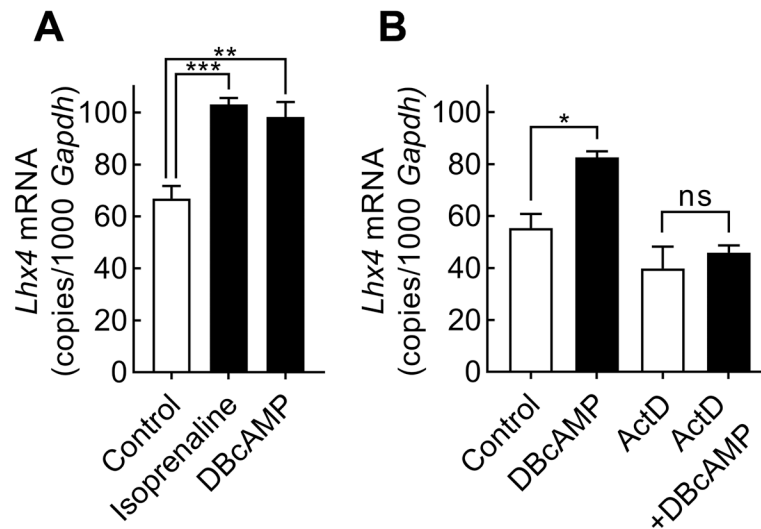 A
Lhx4 mRNA
(copies/1000 Gapdh)
100
80
60
40
20
0
**
***
Control
Isoprenaline
DBcAMP
B
Lhx4 mRNA
(copies/1000 Gapdh)
100
80
60
40
20
0
*
ns
Control
DBcAMP
ActD
ActD
+DBcAMP